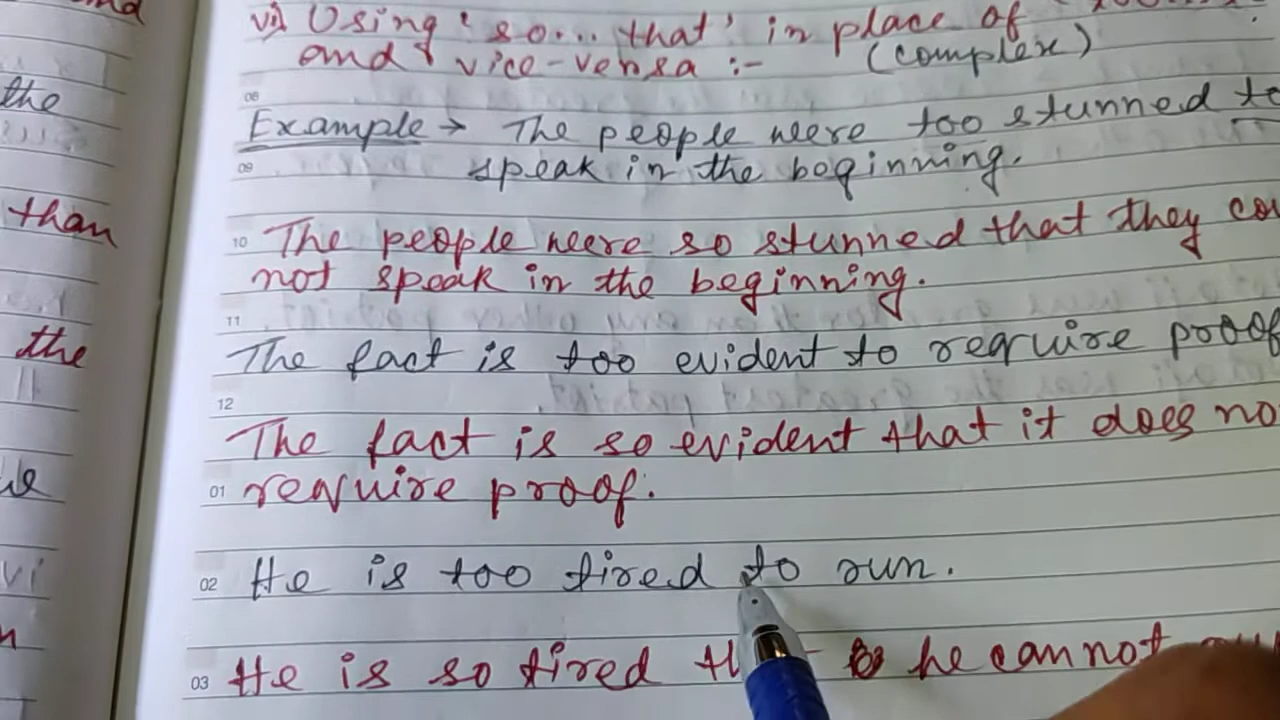 the
than
the
vi
vi) Using 'so... that' in place of
and vice-versa :- (complex)
08
Example → The people were too stunned to
09 speak in the beginning.
10 The people were so stunned that they
not speak in the beginning.
11
The fact is too evident to require proof
12
The fact is so evident that it does
01 require proof.
02 He is too tired to run.
03 He is so tired he cannot